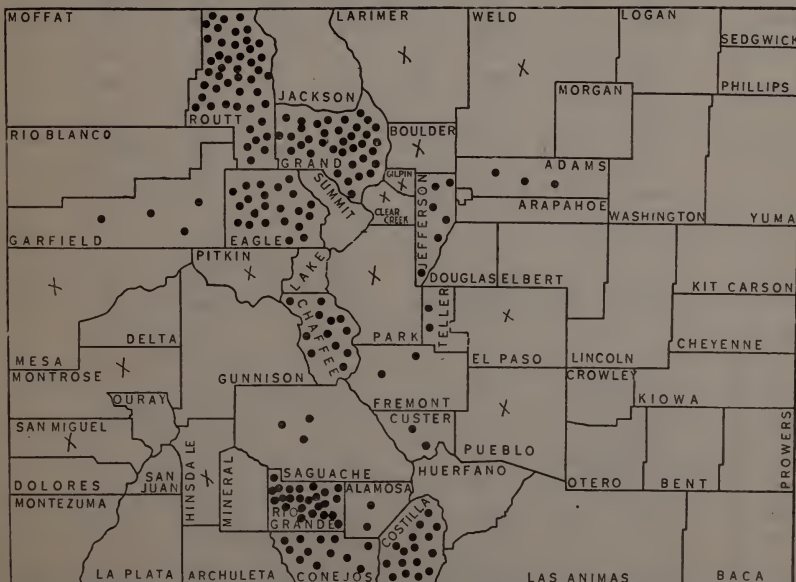 MOFFAT
LARIMER
WELD
LOGAN
SEDGWICK
PHILLIPS
JACKSON
MORGAN
ROUTT
RIO BLANCO
BOULDER
GRAND
GILPIN
ADAMS
SUMMIT
CLEAR CREEK
JEFFERSON
ARAPAHOE
WASHINGTON
YUMA
GARFIELD
EAGLE
PITKIN
LAKE
DOUGLAS
ELBERT
KIT CARSON
CHAFFEE
TELLER
DELTA
PARK
MESA
EL PASO
LINCOLN
CHEYENNE
MONTROSE
GUNNISON
CROWLEY
OURAY
FREMONT
KIOWA
SAN MIGUEL
CUSTER
PUEBLO
PROWERS
HINSDALE
MINERAL
SAGUACHE
HUERFANO
DOLORES
SAN JUAN
ALAMOSA
OTERO
BENT
MONTEZUMA
RIO GRANDE
COSTILLA
LA PLATA
ARCHULETA
CONEJOS
LAS ANIMAS
BACA